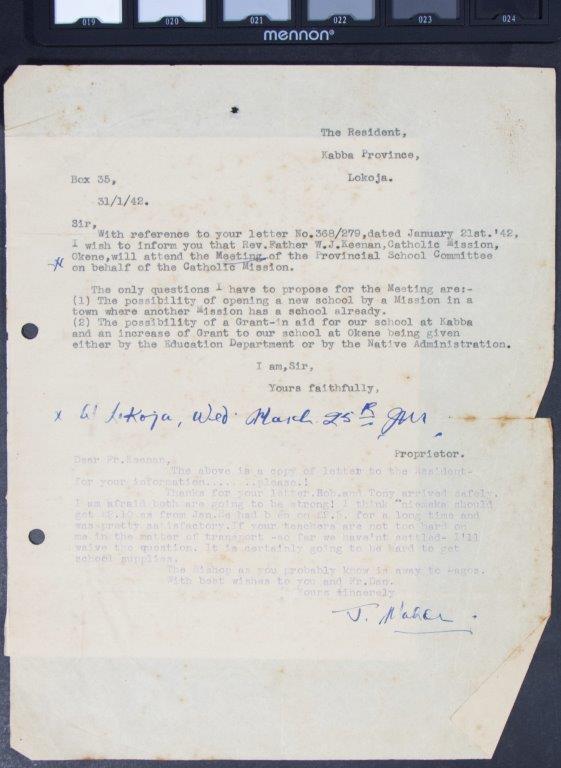 019 020 021 022 023 024
mennon®
The Resident,
Kabba Province,
Lokoja.
Box 35,
31/1/42.
Sir,
With reference to your letter No.368/279,dated January 21st.'42,
I wish to inform you that Rev.Father W.J.Keenan,Catholic Mission,
Okene,will attend the Meeting of the Provincial School Committee
on behalf of the Catholic Mission.
The only questions I have to propose for the Meeting are:-
(1) The possibility of opening a new school by a Mission in a
town where another Mission has a school already.
(2) The possibility of a Grant-in aid for our school at Kabba
and an increase of Grant to our school at Okene being given
either by the Education Department or by the Native Administration.
I am,Sir,
Yours faithfully,
x at Lokoja, Wed. March 25th
Proprietor.
Dear Fr.Keenan,
The above is a copy of letter to the Resident-
for your information.......please.!
Thanks for your letter.Bob.and Tony arrived safely.
I am afraid both are going to be strong! I think "niemeka should
get as from Jan. had been on for a long time and
was pretty satisfactory.If your teachers are not too hard on
me in the matter of transport -so far we have'nt settled- I'll
waive the question. It is certainly going to be hard to get
school supplies.
The Bishop as you probably know is away to Lagos.
With best wishes to you and Fr.Dan.
Yours sincerely